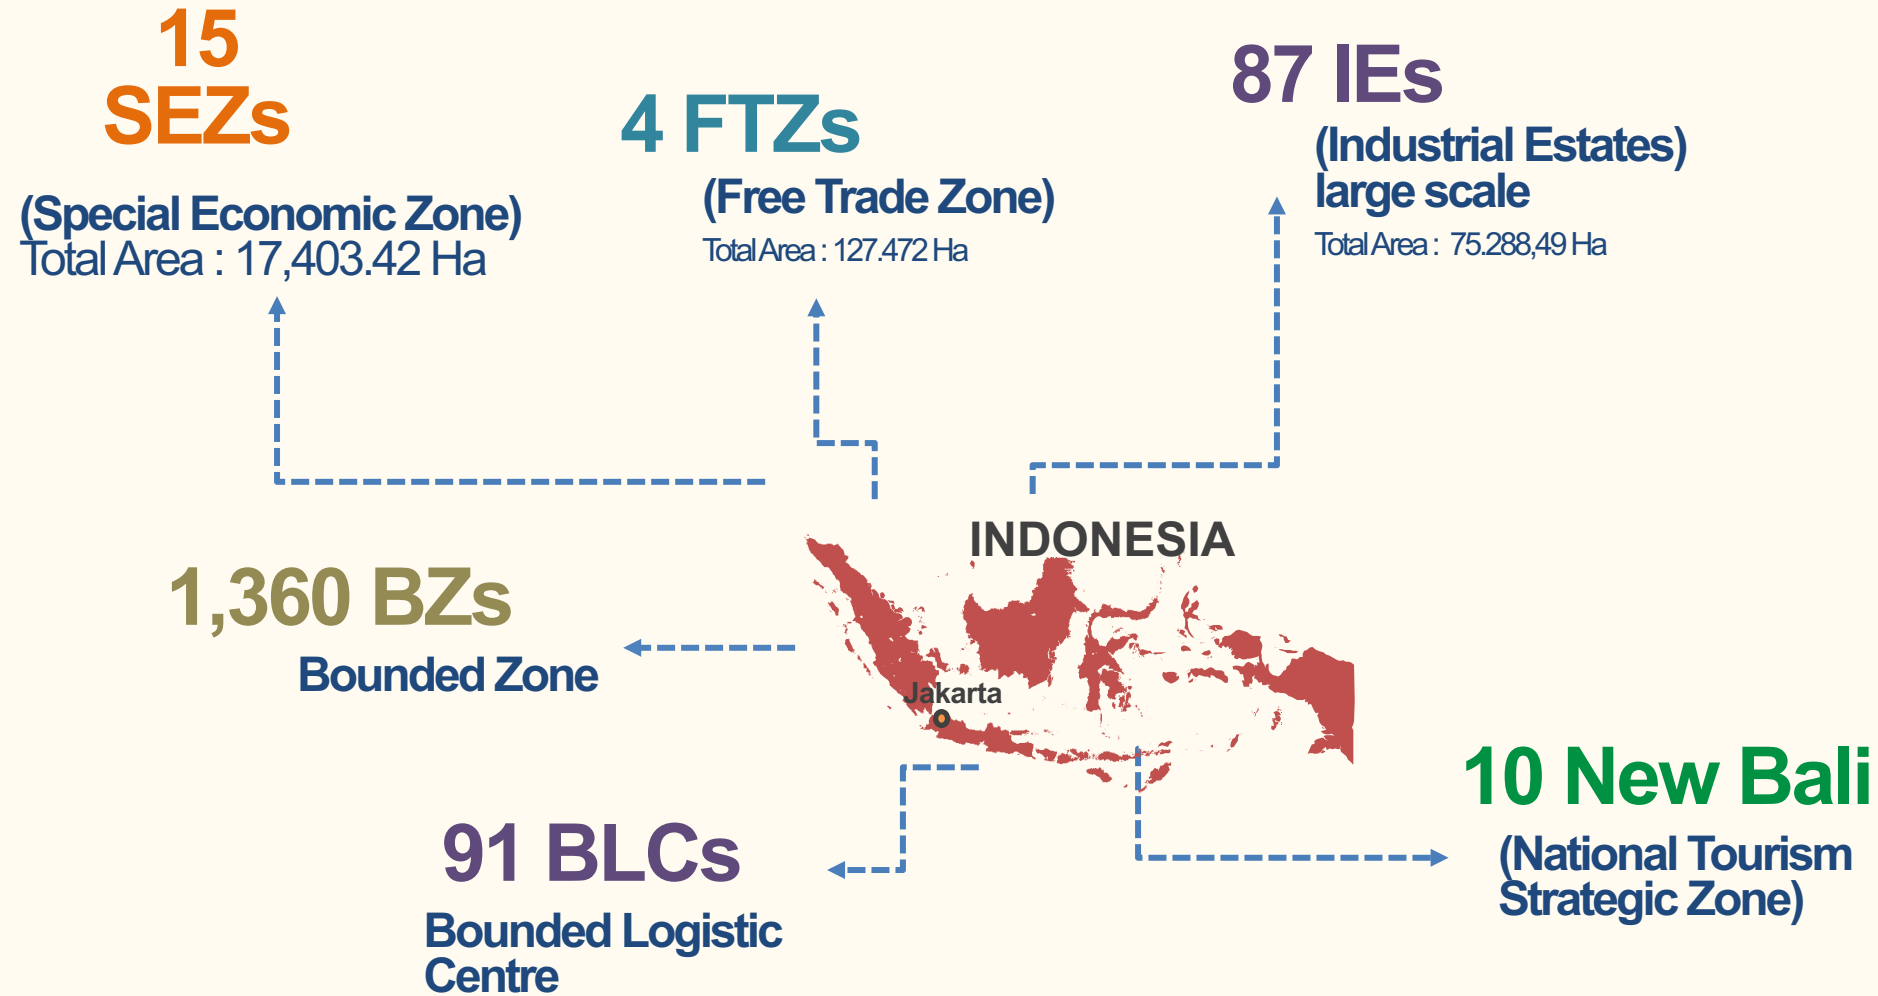 15
SEZs
(Special Economic Zone)
Total Area : 17,403.42 Ha
4 FTZs
(Free Trade Zone)
Total Area : 127.472 Ha
87 IEs
(Industrial Estates)
large scale
Total Area : 75.288,49 Ha
INDONESIA
Jakarta
1,360 BZs
Bounded Zone
91 BLCs
Bounded Logistic
Centre
10 New Bali
(National Tourism
Strategic Zone)